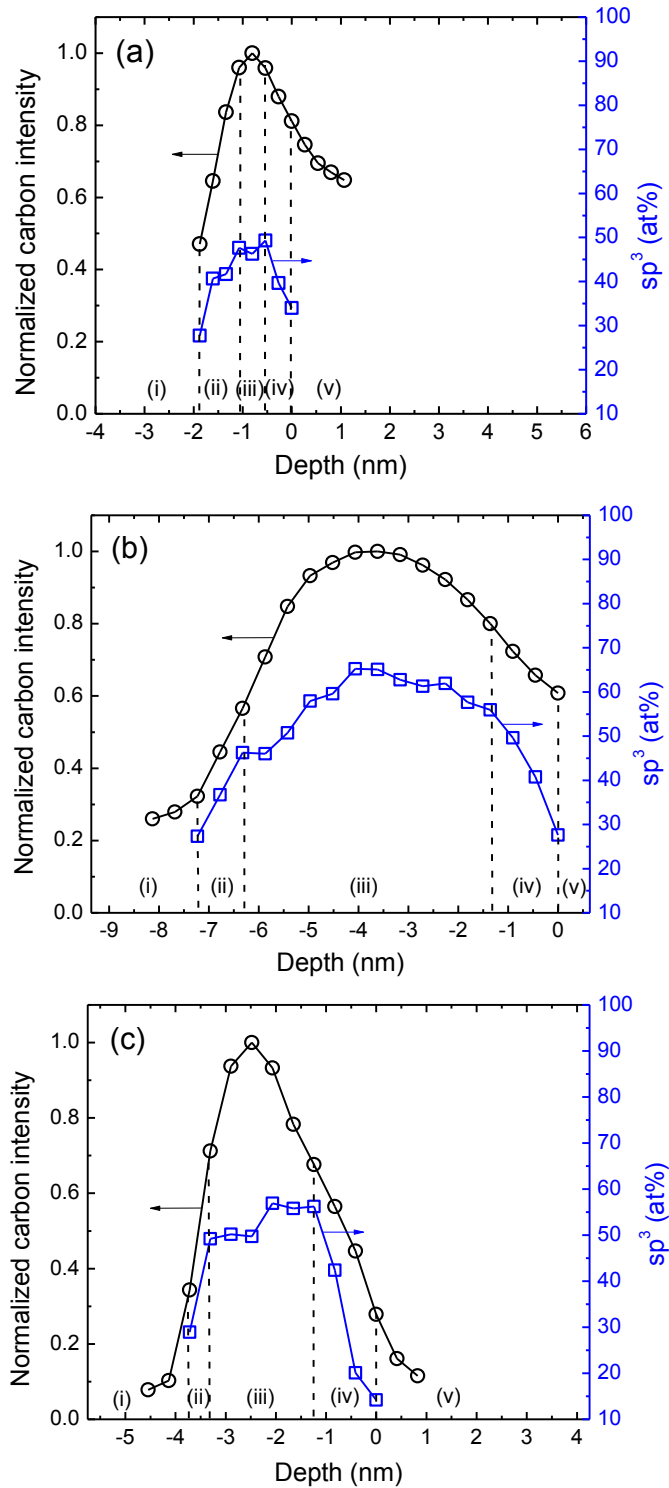 (a)
Normalized carbon intensity
1.0
0.8
0.6
0.4
0.2
0.0
100
90
80
70
60
50
40
30
20
10
sp³ (at%)
(i) (ii) (iii) (iv) (v)
-4 -3 -2 -1 0 1 2 3 4 5 6
Depth (nm)
(b)
Normalized carbon intensity
1.0
0.8
0.6
0.4
0.2
0.0
100
90
80
70
60
50
40
30
20
10
sp³ (at%)
(i) (ii) (iii) (iv) (v)
-9 -8 -7 -6 -5 -4 -3 -2 -1 0
Depth (nm)
(c)
Normalized carbon intensity
1.0
0.8
0.6
0.4
0.2
0.0
100
90
80
70
60
50
40
30
20
10
sp³ (at%)
(i) (ii) (iii) (iv) (v)
-5 -4 -3 -2 -1 0 1 2 3 4
Depth (nm)